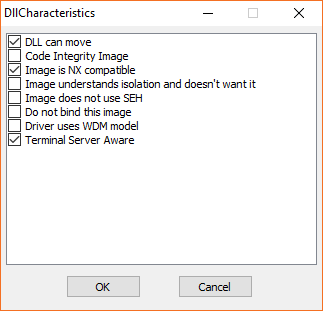 DllCharacteristics
DLL can move
Code Integrity Image
Image is NX compatible
Image understands isolation and doesn't want it
Image does not use SEH
Do not bind this image
Driver uses WDM model
Terminal Server Aware
OK
Cancel